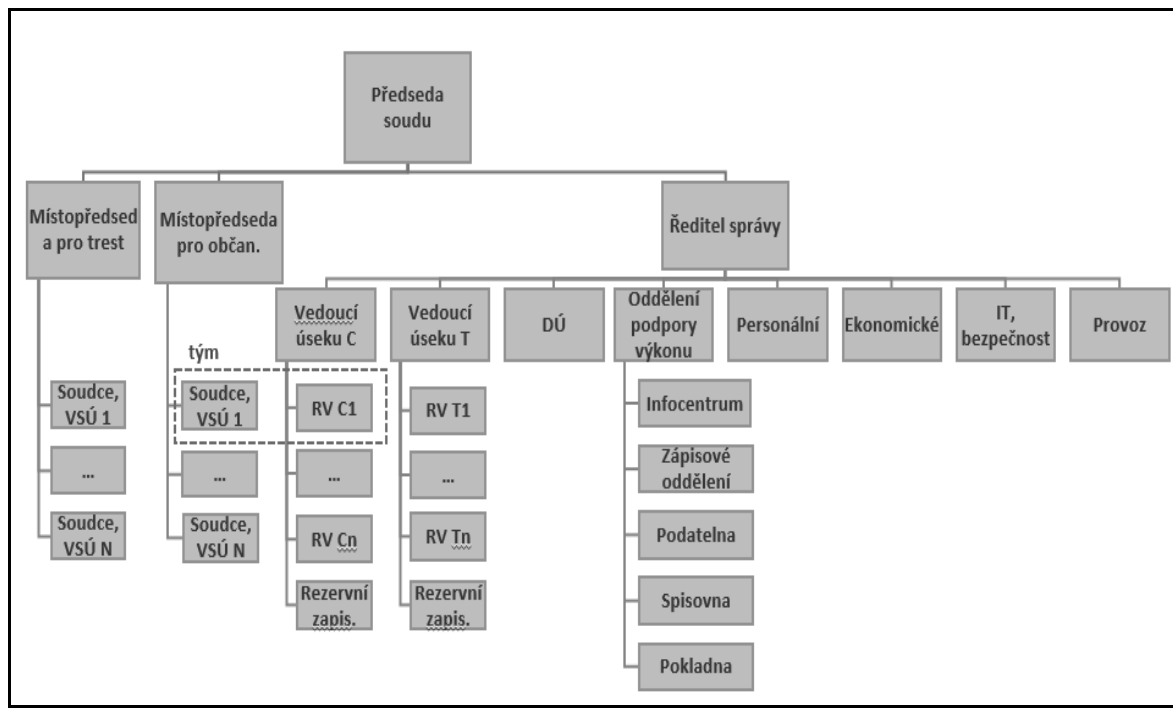 Předseda
soudu
Místopředsed
a pro trest
Místopředseda
pro občan.
Ředitel správy
Vedoucí
úseku C
Vedoucí
úseku T
DÚ
Oddělení
podpory
výkonu
Personální
Ekonomické
IT,
bezpečnost
Provoz
tým
Soudce,
VSÚ 1
Soudce,
VSÚ 1
RV C1
RV T1
Infocentrum
...
...
...
...
Zápisové
oddělení
Soudce,
VSÚ N
Soudce,
VSÚ N
RV Cn
RV Tn
Podatelna
Rezervní
zapis.
Rezervní
zapis.
Spisovna
Pokladna